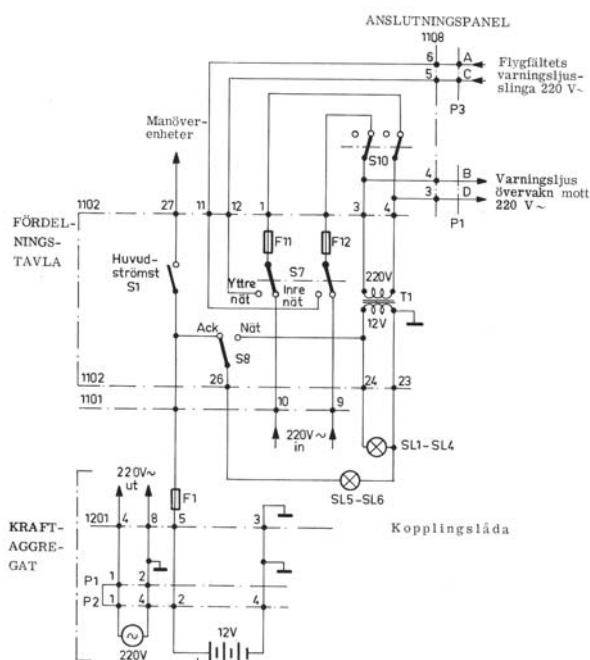 ANSLUTNINGSPANEL
1108
6 A
Flygfältets
5 C
varningsljus-
slinga 220 V~
P3
Manöver-
enheter
S10
4 B
Varningsljus
3 D
övervakn mott
220 V~
P1
1102 27 11 12 1 3 4
FÖRDEL-
NINGS-
TAVLA
F11 F12
Huvud-
strömst
S1
S7
Yttre
nät
Inre
nät
220V
T1
12V
Ack Nät
S8
1102 26 24 23
1101 10 9
220V~
in
SL1-SL4
SL5-SL6
220V~
ut
F1
KRAFT-
AGGRE-
GAT
1201 4 8 5 3
Kopplingslåda
P1 1 2
P2 1 4 2 4
220V
12V